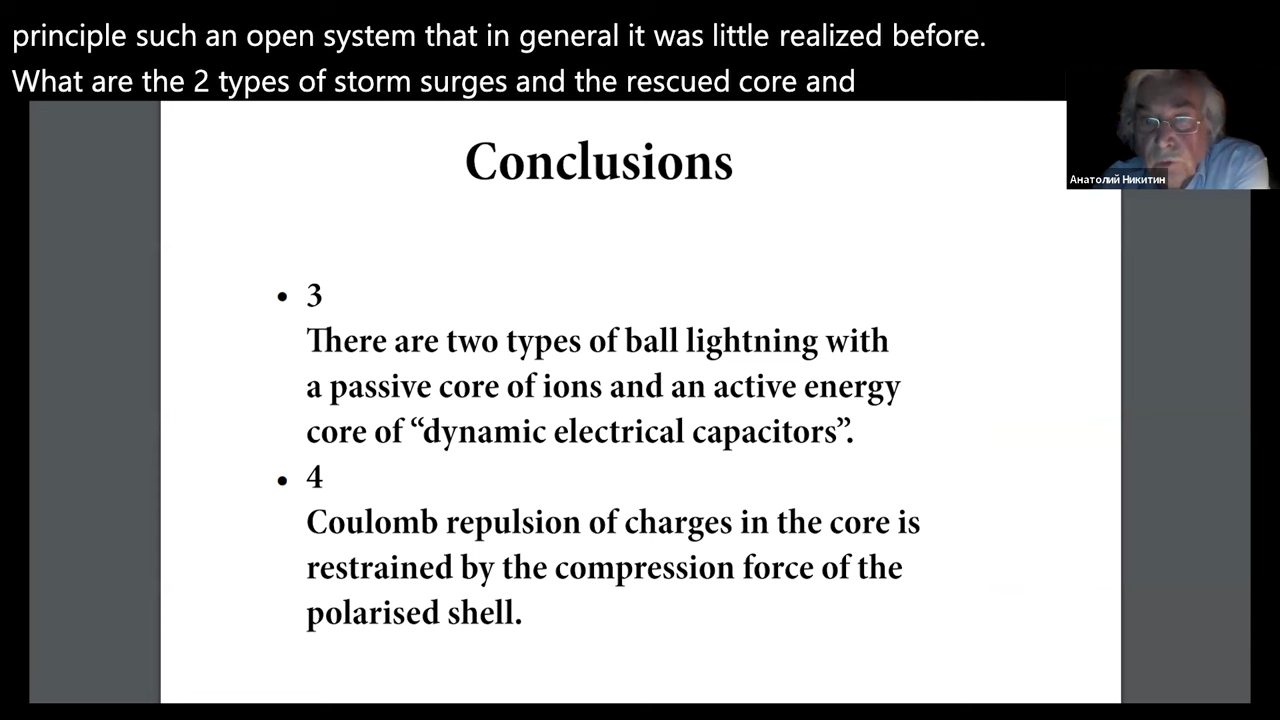 principle such an open system that in general it was little realized before.
What are the 2 types of storm surges and the rescued core and
Анатолий Никитин
Conclusions
• 3
There are two types of ball lightning with
a passive core of ions and an active energy
core of “dynamic electrical capacitors”.
• 4
Coulomb repulsion of charges in the core is
restrained by the compression force of the
polarised shell.